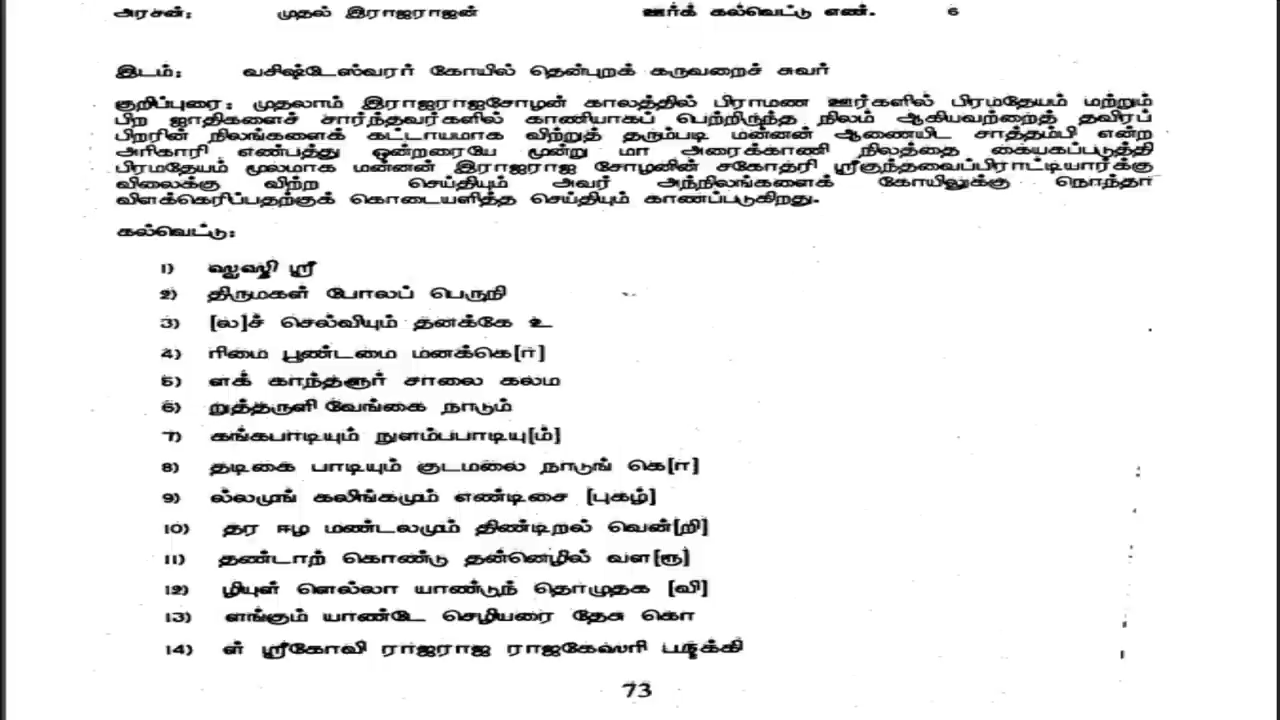 அரசன்: முதல் இராஜராஜன் ஊர்க் கல்வெட்டு எண். 6
இடம்: வசிஷ்டேஸ்வரர் கோயில் தென்புறக் கருவறைச் சுவர்
குறிப்புரை: முதலாம் இராஜராஜசோழன் காலத்தில் பிராமண ஊர்களில் பிரமதேயம் மற்றும்
பிற ஜாதிகளைச் சார்ந்தவர்களில் காணியாகப் பெற்றிருந்த நிலம் ஆகியவற்றைத் தவிரப்
பிறரின் நிலங்களைக் கட்டாயமாக விற்றுத் தரும்படி மன்னன் ஆணையிட சாத்தம்பி என்ற
அரிகாரி எண்பத்து ஒன்றரையே மூன்று மா அரைக்காணி நிலத்தை கையகப்படுத்தி
பிரமதேயம் மூலமாக மன்னன் இராஜராஜ சோழனின் சகோதரி ஸ்ரீகுந்தவைப்பிராட்டியார்க்கு
விலைக்கு விற்ற செய்தியும் அவர் அந்நிலங்களைக் கோயிலுக்கு நொந்தா
விளக்கெரிப்பதற்குக் கொடையளித்த செய்தியும் காணப்படுகிறது.
கல்வெட்டு:
1) ஸ்வஸ்தி ஸ்ரீ
2) திருமகள் போலப் பெருநி
3) [ல]ச் செல்வியும் தனக்கே உ
4) ரிமை பூண்டமை மனக்கெ[ா]
5) ளக் காந்தளூர் சாலை கலம
6) றுத்தருளி வேங்கை நாடும்
7) கங்கபாடியும் நுளம்பபாடியு[ம்]
8) தடிகை பாடியும் குடமலை நாடுங் கெ[ா]
9) ல்லமுங் கலிங்கமும் எண்டிசை [புகழ்]
10) தர ஈழ மண்டலமும் திண்டிறல் வென்[றி]
11) தண்டாற் கொண்டு தன்னெழில் வள[ரூ]
12) ழியுள் ளெல்லா யாண்டுந் தொழுதக [வி]
13) ளங்கும் யாண்டே செழியரை தேசு கொ
14) ள் ஸ்ரீகோவி ராஜராஜ ராஜகேஸரி பந்மர்க்கி
73